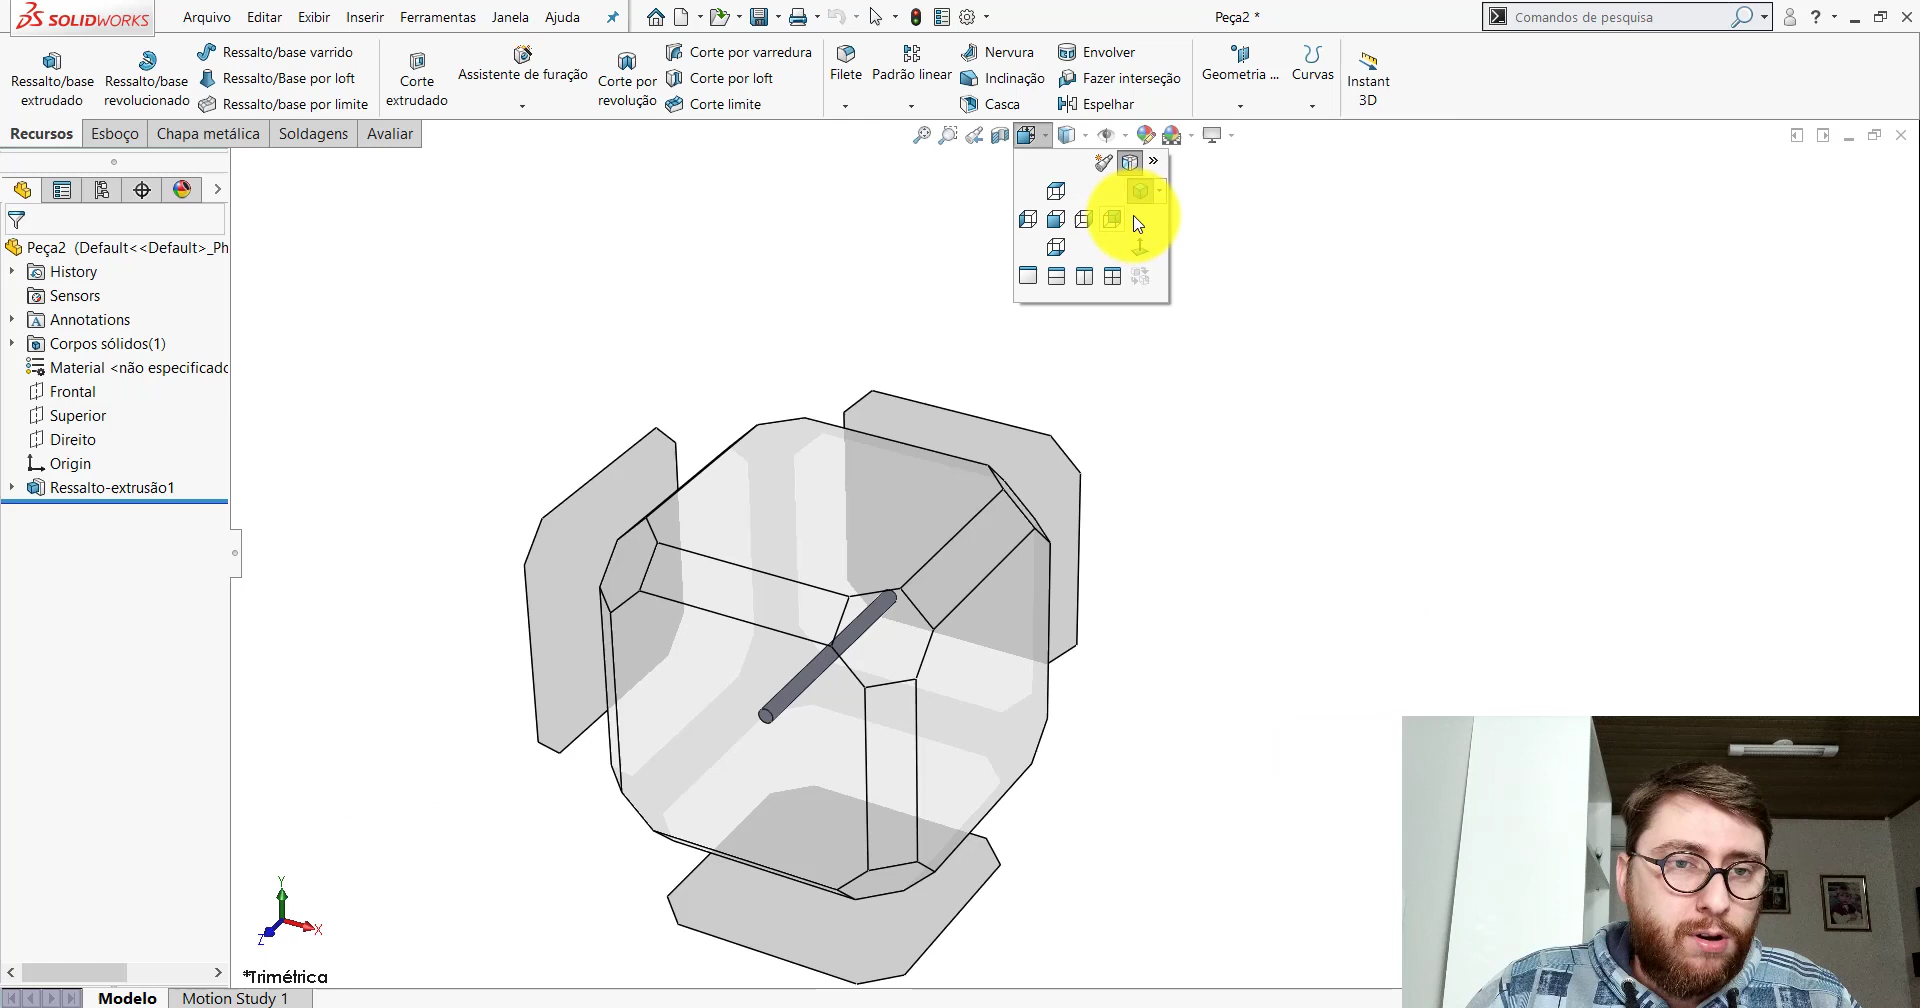 SOLIDWORKS
Arquivo Editar Exibir Inserir Ferramentas Janela Ajuda
Peça2 *
Comandos de pesquisa
Ressalto/base extrudado
Ressalto/base revolucionado
Ressalto/base varrido
Ressalto/Base por loft
Ressalto/base por limite
Corte extrudado
Assistente de furação
Corte por revolução
Corte por varredura
Corte por loft
Corte limite
Filete
Padrão linear
Nervura
Inclinação
Casca
Envolver
Fazer interseção
Espelhar
Geometria ...
Curvas
Instant 3D
Recursos Esboço Chapa metálica Soldagens Avaliar
Peça2 (Default<<Default>_Ph
History
Sensors
Annotations
Corpos sólidos(1)
Material <não especificado
Frontal
Superior
Direito
Origin
Ressalto-extrusão1
Y
X
Z
*Trimétrica
Modelo Motion Study 1